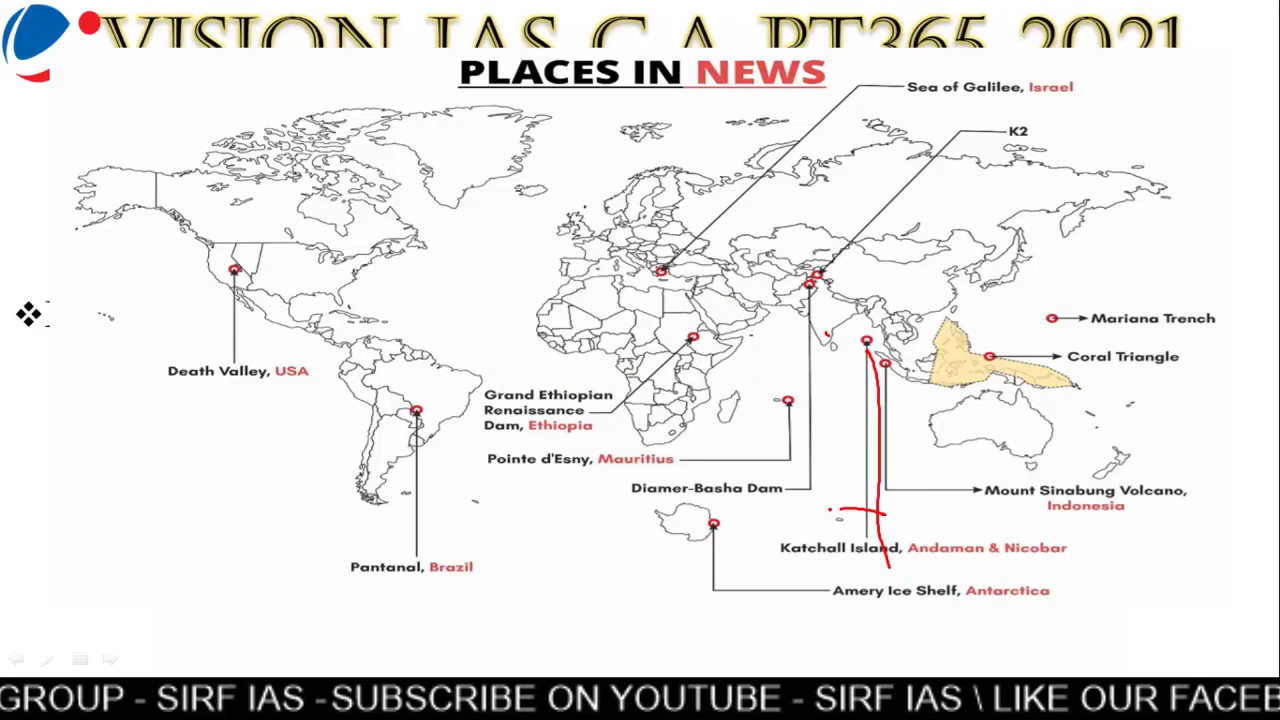 VISION IAS C.A PT365 2021
PLACES IN NEWS
Sea of Galilee, Israel
K2
Mariana Trench
Coral Triangle
Death Valley, USA
Grand Ethiopian
Renaissance
Dam, Ethiopia
Pointe d'Esny, Mauritius
Diamer-Basha Dam
Mount Sinabung Volcano,
Indonesia
Katchall Island, Andaman & Nicobar
Pantanal, Brazil
Amery Ice Shelf, Antarctica
GROUP - SIRF IAS -SUBSCRIBE ON YOUTUBE - SIRF IAS \ LIKE OUR